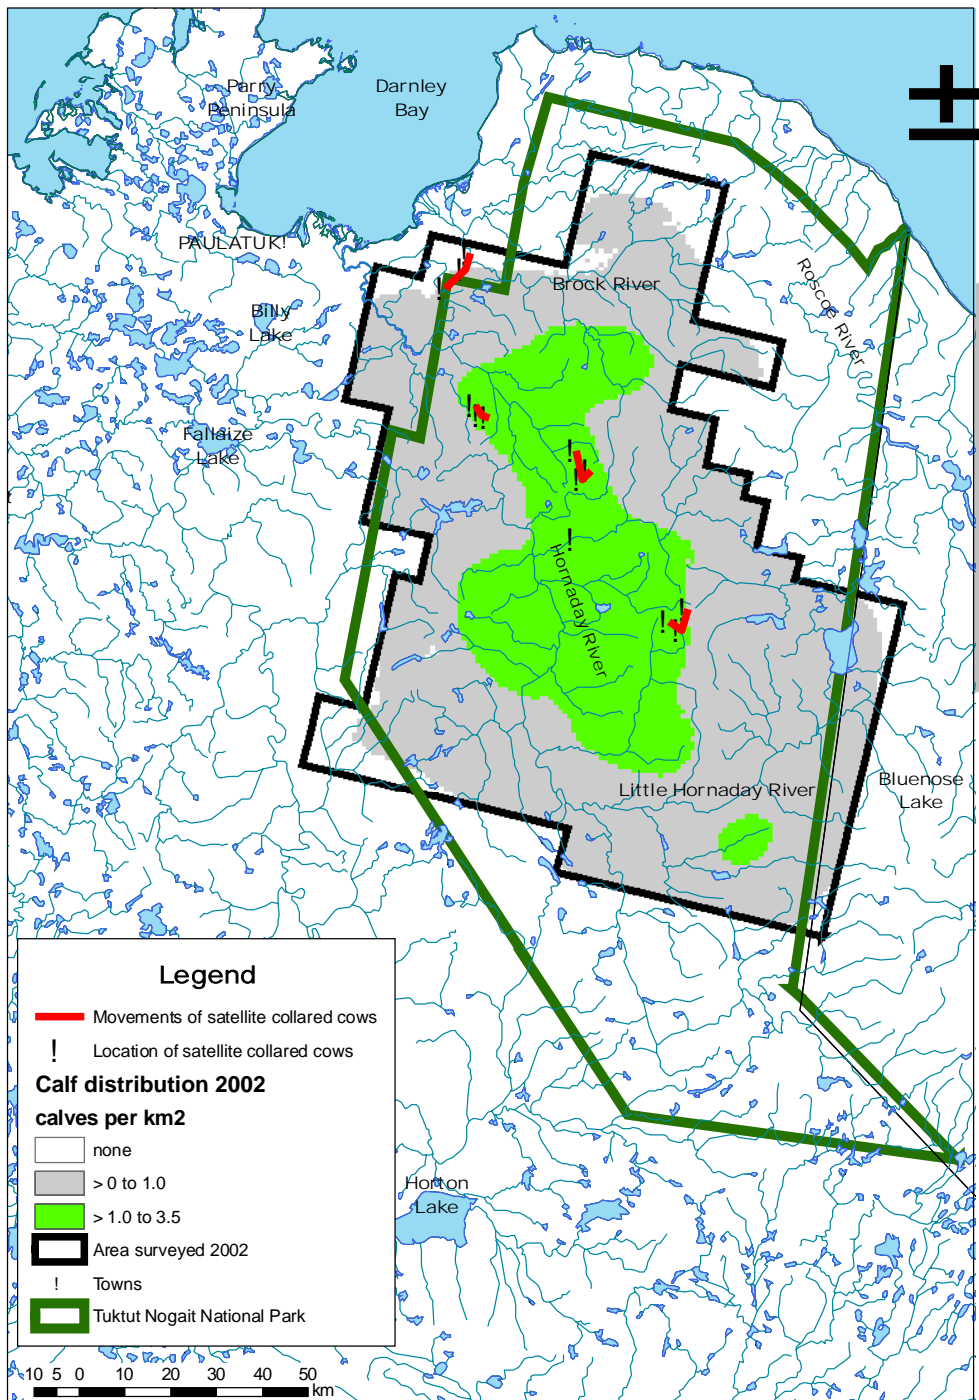 Parry
Peninsula
Darnley
Bay
PAULATUK!
Brock River
Roscoe River
Billy
Lake
Fallaize
Lake
Hornaday River
Little Hornaday River
Bluenose
Lake
Legend
Movements of satellite collared cows
! Location of satellite collared cows
Calf distribution 2002
calves per km2
none
> 0 to 1.0
> 1.0 to 3.5
Area surveyed 2002
! Towns
Tuktut Nogait National Park
Horton
Lake
10 5 0 10 20 30 40 50
km